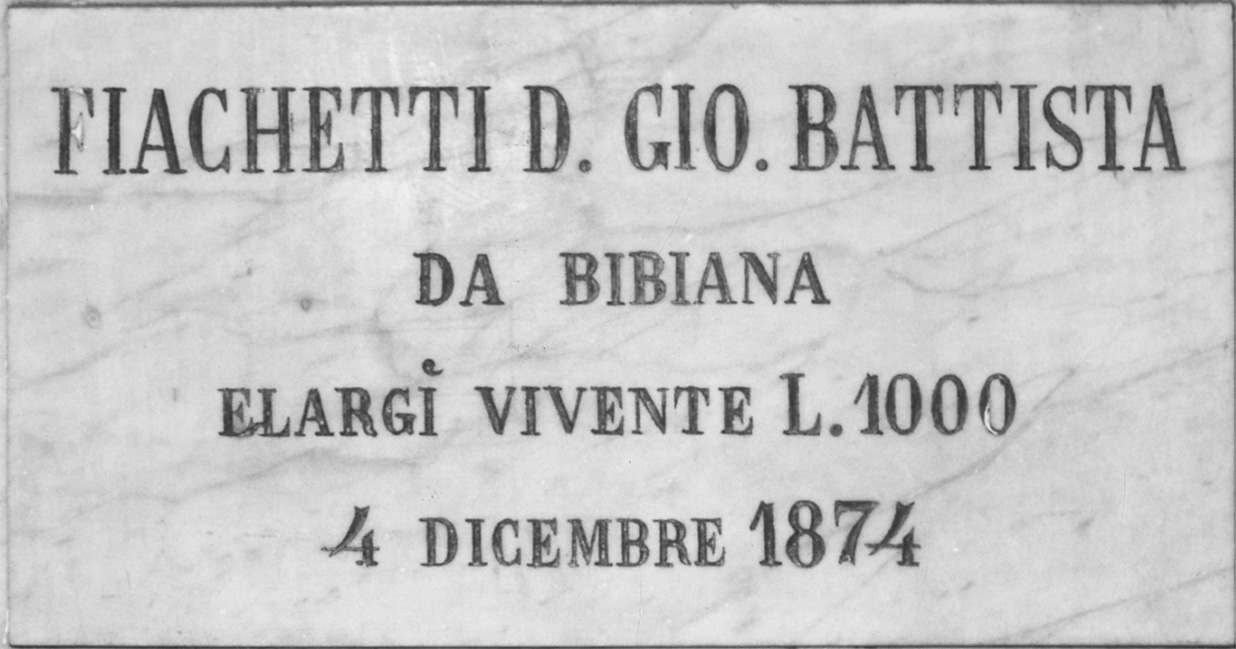 FIACHETTI D. GIO. BATTISTA
DA BIBIANA
ELARGÌ VIVENTE L. 1000
4 DICEMBRE 1874